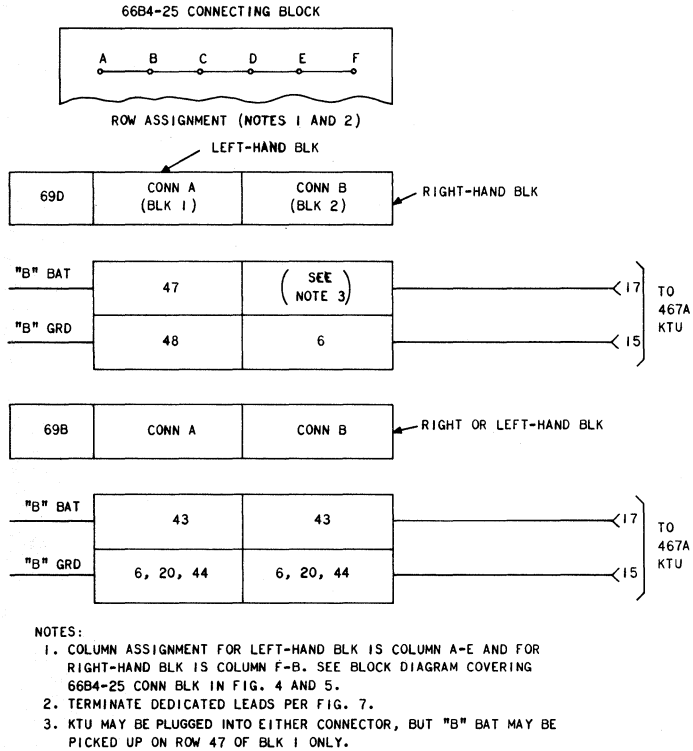 66B4-25 CONNECTING BLOCK
A B C D E F
ROW ASSIGNMENT (NOTES 1 AND 2)
LEFT-HAND BLK
69D
CONN A
(BLK 1)
CONN B
(BLK 2)
RIGHT-HAND BLK
"B" BAT
47
( SEE
NOTE 3)
17
"B" GRD
48
6
15
TO
467A
KTU
69B
CONN A
CONN B
RIGHT OR LEFT-HAND BLK
"B" BAT
43
43
17
"B" GRD
6, 20, 44
6, 20, 44
15
TO
467A
KTU
NOTES:
1. COLUMN ASSIGNMENT FOR LEFT-HAND BLK IS COLUMN A-E AND FOR
RIGHT-HAND BLK IS COLUMN F-B. SEE BLOCK DIAGRAM COVERING
66B4-25 CONN BLK IN FIG. 4 AND 5.
2. TERMINATE DEDICATED LEADS PER FIG. 7.
3. KTU MAY BE PLUGGED INTO EITHER CONNECTOR, BUT "B" BAT MAY BE
PICKED UP ON ROW 47 OF BLK 1 ONLY.